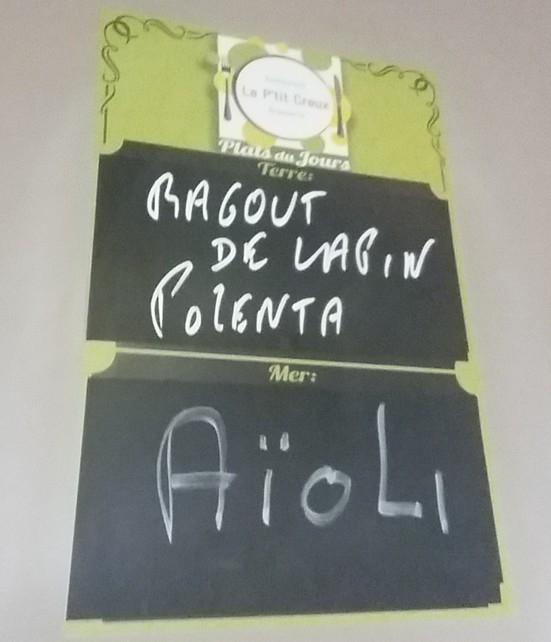 Le P'tit Creux
Plats du Jours
Terre:
RAGOUT
DE LAPIN
POLENTA
Mer:
AÏOLI